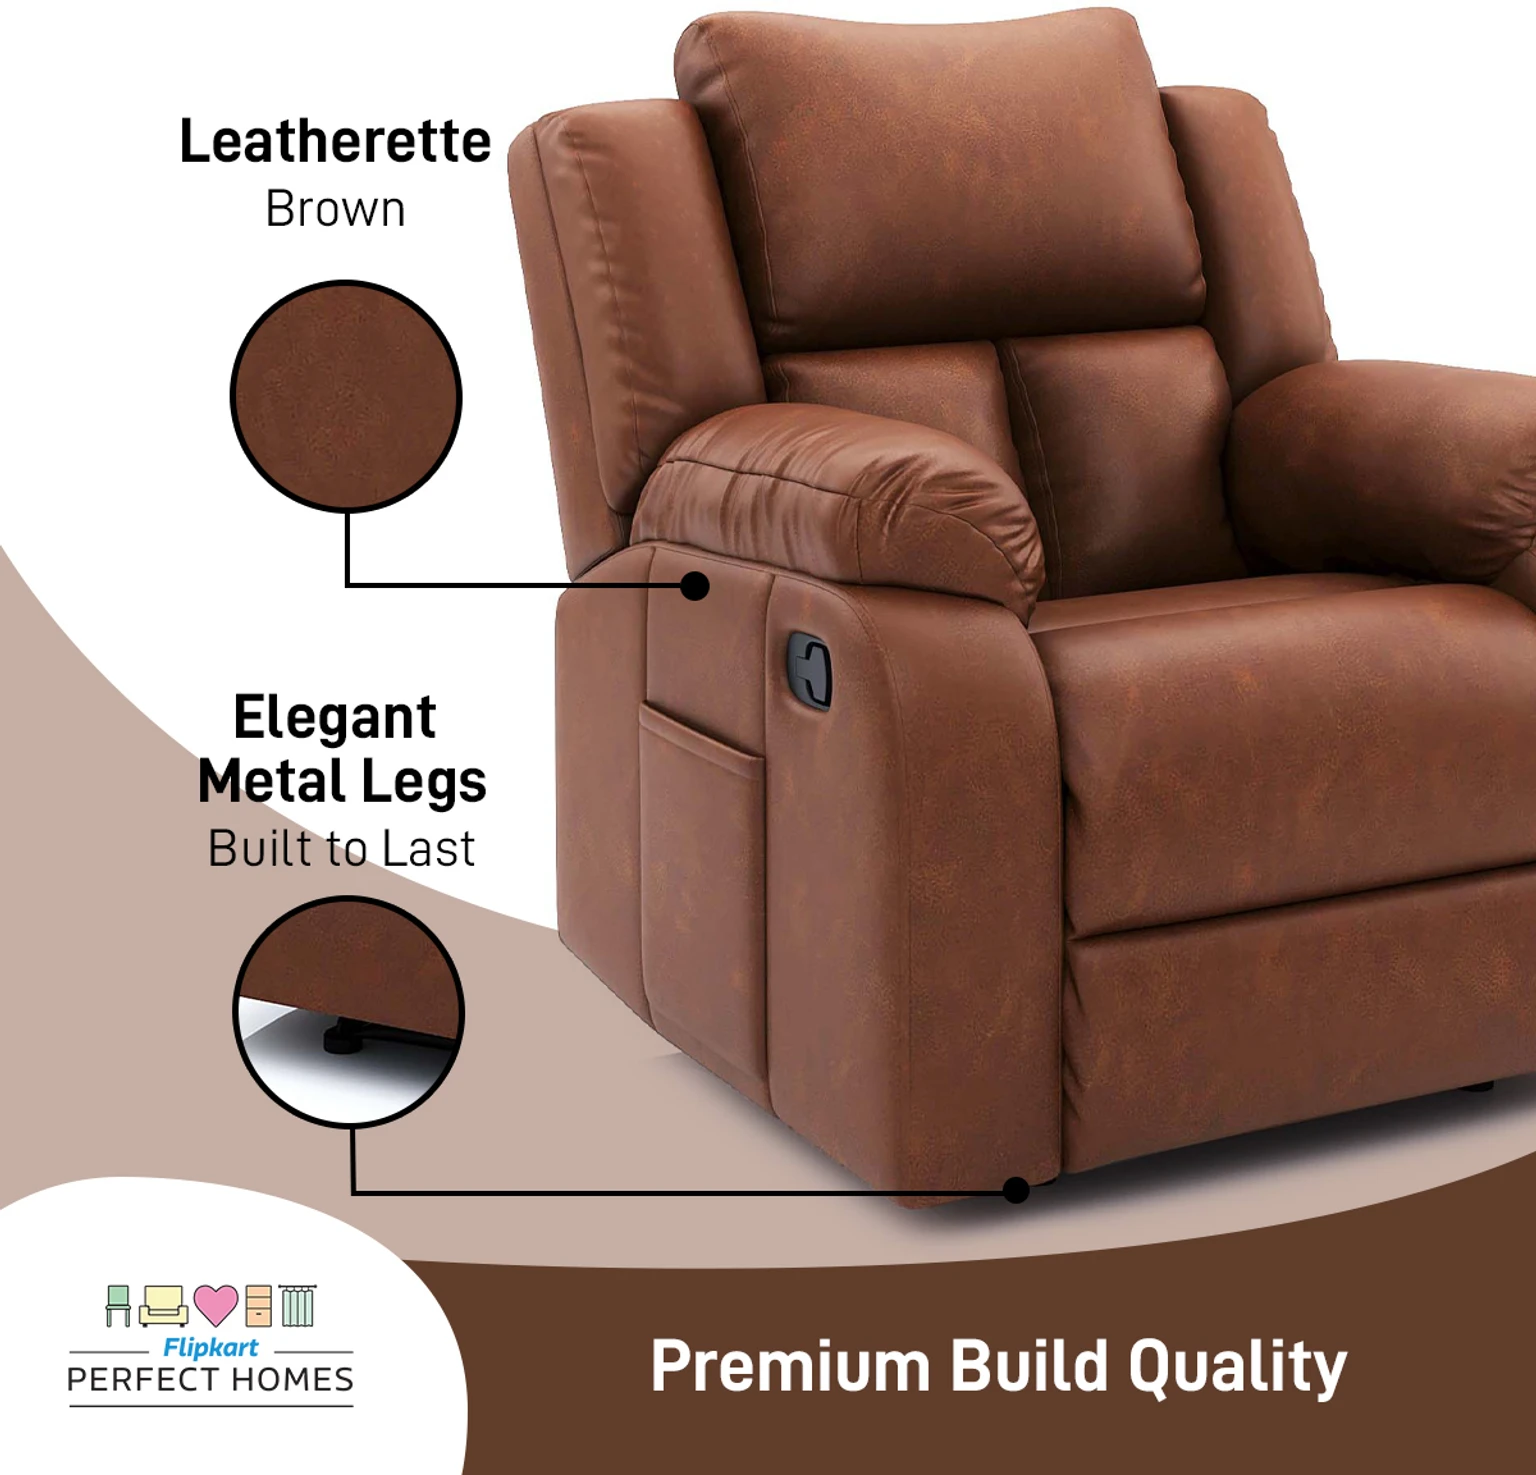 Leatherette
Brown
Elegant
Metal Legs
Built to Last
Flipkart
PERFECT HOMES
Premium Build Quality